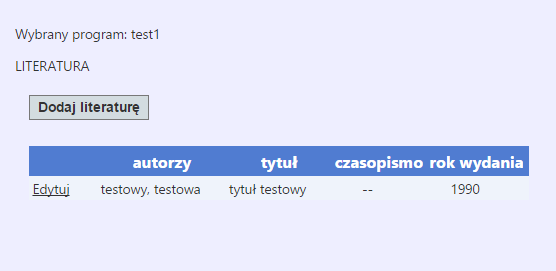 Wybrany program: test1
LITERATURA
Dodaj literaturę
autorzy tytuł czasopismo rok wydania
Edytuj testowy, testowa tytuł testowy -- 1990